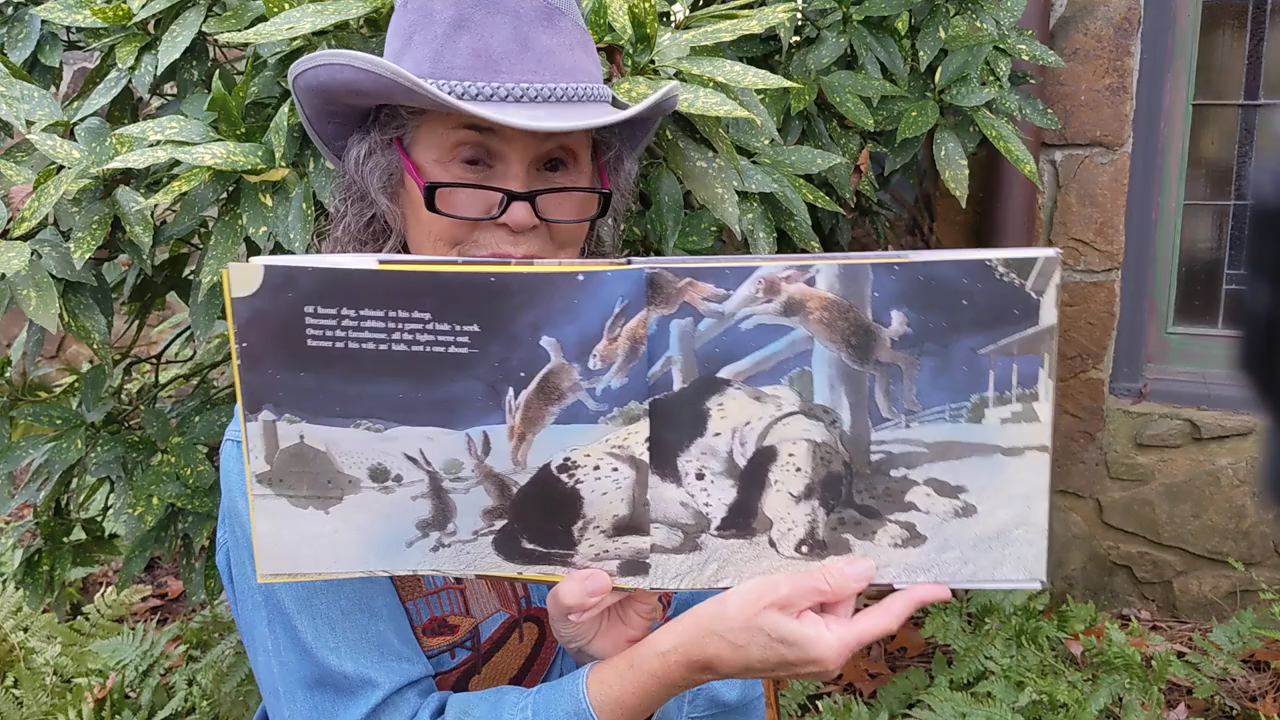 Ol' houn' dog, whinin' in his sleep,
Dreamin' after rabbits in a game of hide 'n seek.
Over in the farmhouse, all the lights were out,
Farmer an' his wife an' kids, not a one about—